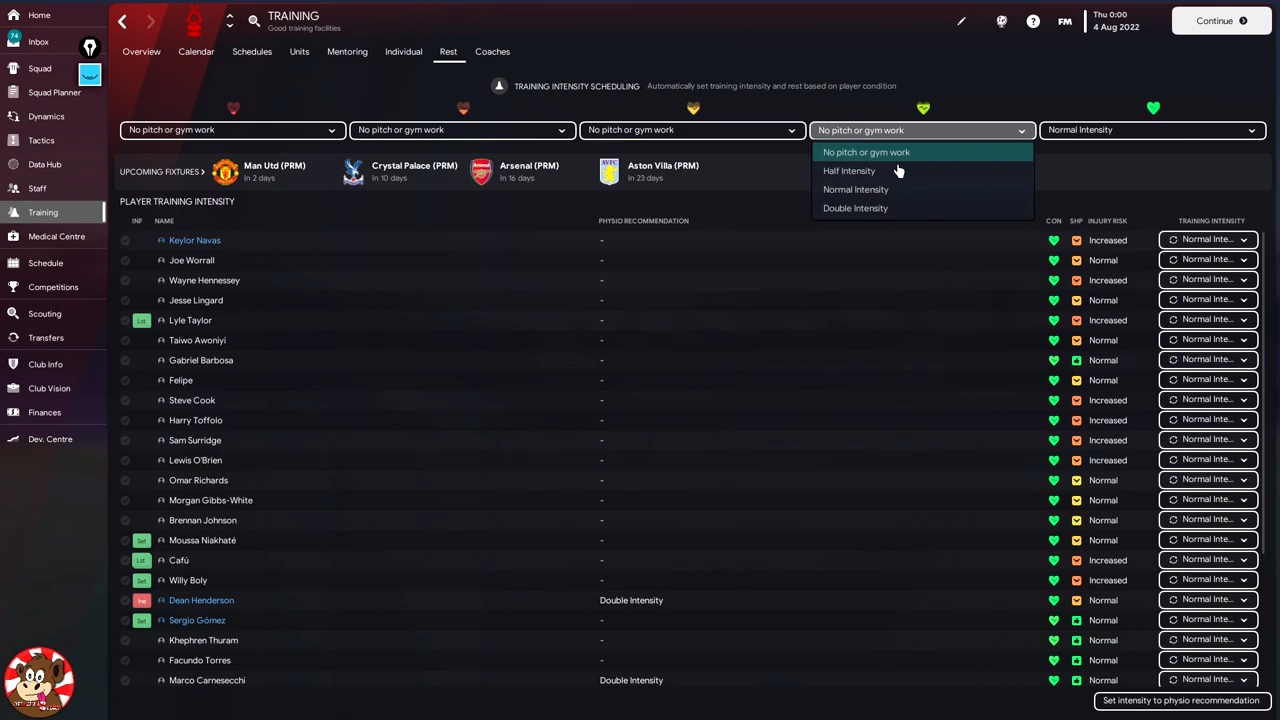 Home
74
Inbox
Squad
Squad Planner
Dynamics
Tactics
Data Hub
Staff
Training
Medical Centre
Schedule
Competitions
Scouting
Transfers
Club Info
Club Vision
Finances
Dev. Centre
TRAINING
Good training facilities
FM
Thu 0:00
4 Aug 2022
Continue
Overview Calendar Schedules Units Mentoring Individual Rest Coaches
TRAINING INTENSITY SCHEDULING Automatically set training intensity and rest based on player condition
No pitch or gym work No pitch or gym work No pitch or gym work No pitch or gym work Normal Intensity
No pitch or gym work
Half Intensity
Normal Intensity
Double Intensity
UPCOMING FIXTURES
Man Utd (PRM)
In 2 days
Crystal Palace (PRM)
In 10 days
Arsenal (PRM)
In 16 days
AVFC
Aston Villa (PRM)
In 23 days
PLAYER TRAINING INTENSITY
INF NAME PHYSIO RECOMMENDATION CON SHP INJURY RISK TRAINING INTENSITY
Keylor Navas - Increased Normal Inte...
Joe Worrall - Normal Normal Inte...
Wayne Hennessey - Increased Normal Inte...
Jesse Lingard - Normal Normal Inte...
Lst Lyle Taylor - Increased Normal Inte...
Taiwo Awoniyi - Normal Normal Inte...
Gabriel Barbosa - Normal Normal Inte...
Felipe - Normal Normal Inte...
Steve Cook - Increased Normal Inte...
Harry Toffolo - Increased Normal Inte...
Sam Surridge - Increased Normal Inte...
Lewis O'Brien - Increased Normal Inte...
Omar Richards - Normal Normal Inte...
Morgan Gibbs-White - Normal Normal Inte...
Brennan Johnson - Normal Normal Inte...
Set Moussa Niakhaté - Normal Normal Inte...
Lst Cafú - Increased Normal Inte...
Set Willy Boly - Increased Normal Inte...
Ine Dean Henderson Double Intensity Normal Normal Inte...
Set Sergio Gómez - Normal Normal Inte...
Khephren Thuram - Normal Normal Inte...
Facundo Torres - Normal Normal Inte...
Marco Carnesecchi Double Intensity Normal Normal Inte...
Set intensity to physio recommendation